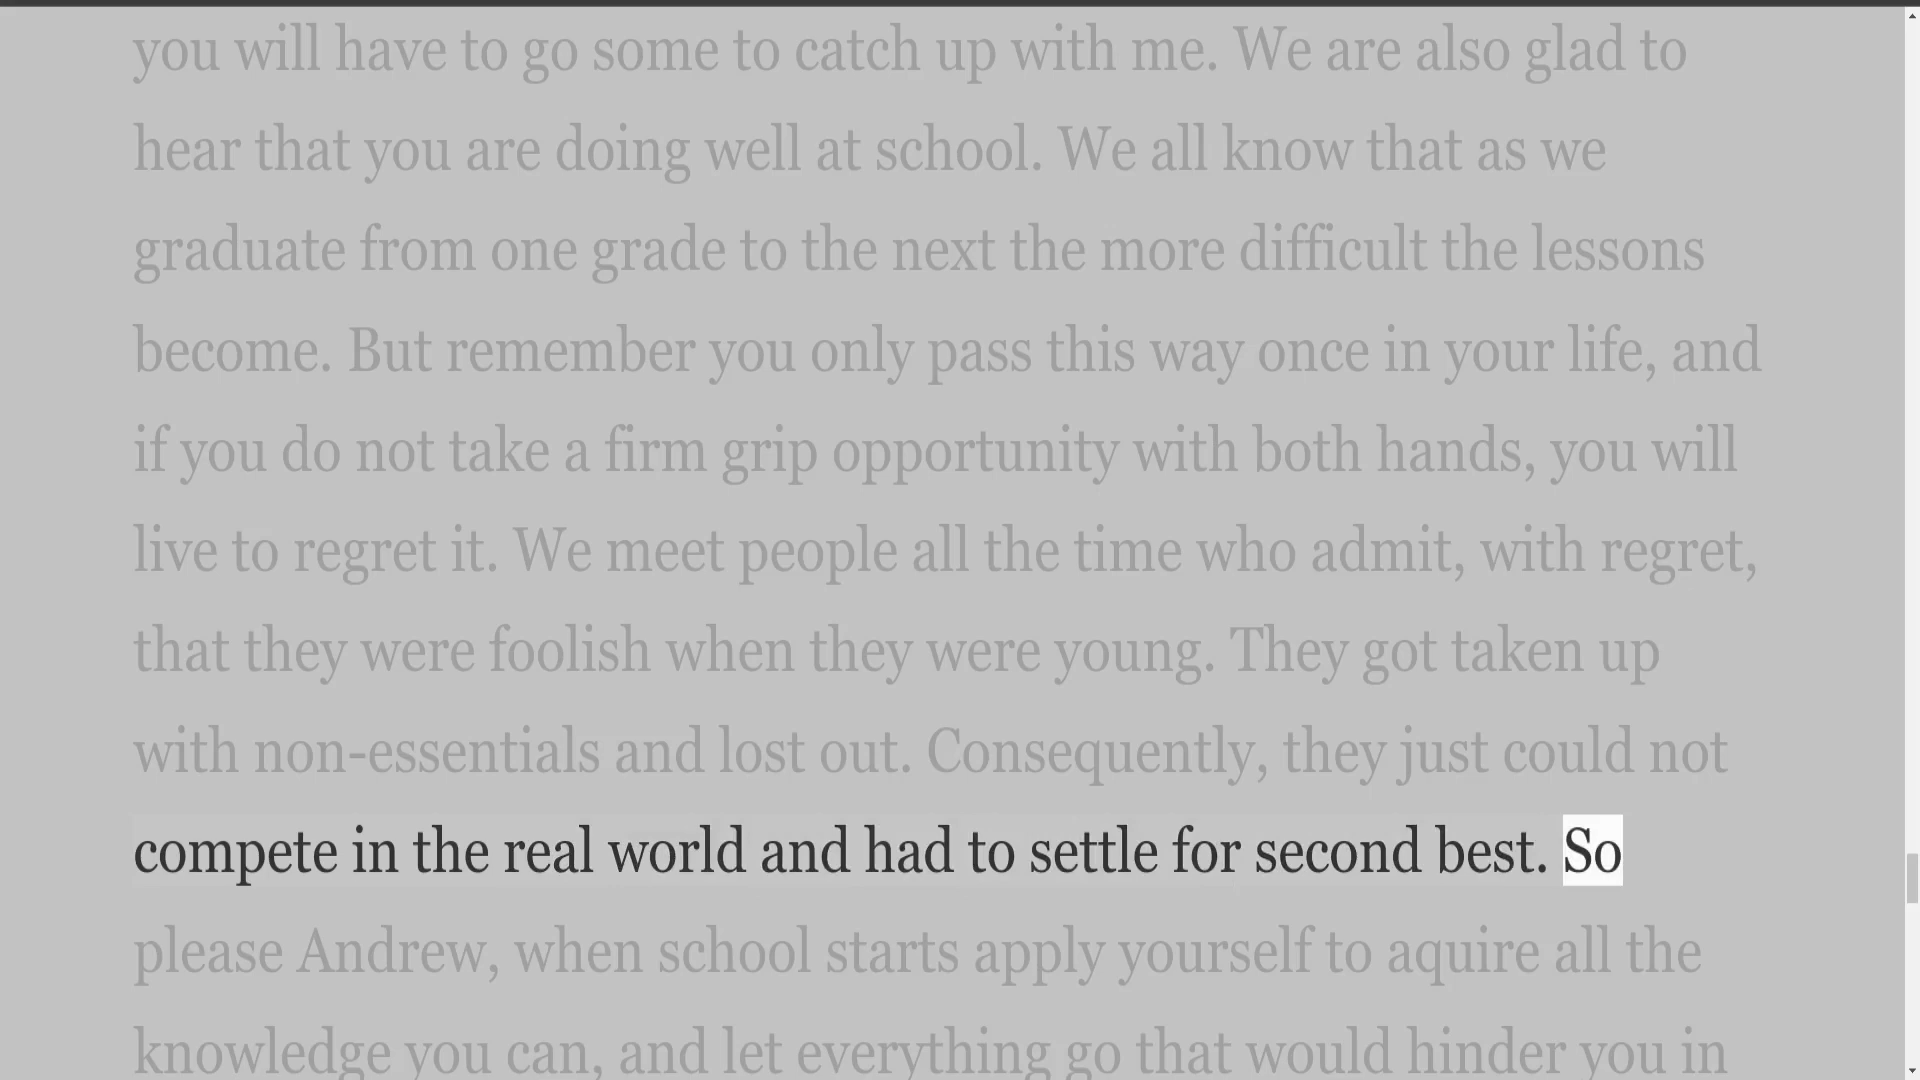 you will have to go some to catch up with me. We are also glad to
hear that you are doing well at school. We all know that as we
graduate from one grade to the next the more difficult the lessons
become. But remember you only pass this way once in your life, and
if you do not take a firm grip opportunity with both hands, you will
live to regret it. We meet people all the time who admit, with regret,
that they were foolish when they were young. They got taken up
with non-essentials and lost out. Consequently, they just could not
compete in the real world and had to settle for second best. So
please Andrew, when school starts apply yourself to aquire all the
knowledge you can, and let everything go that would hinder you in